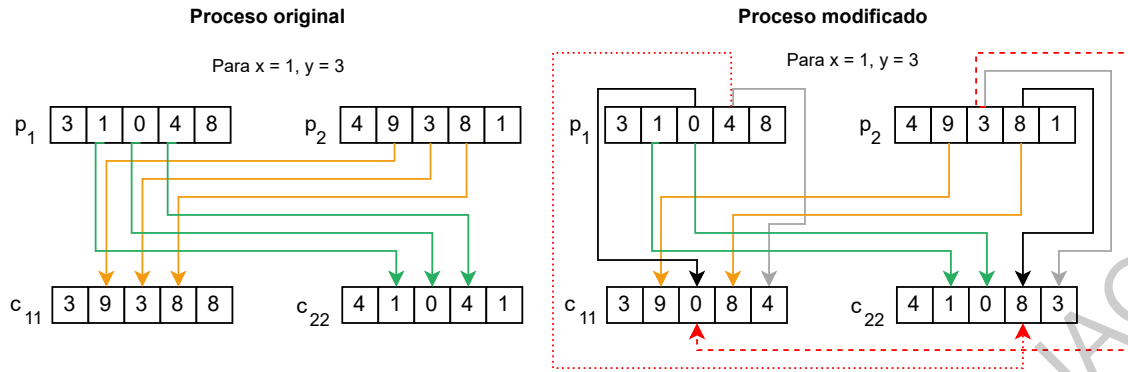 Proceso original
Proceso modificado
Para x = 1, y = 3
Para x = 1, y = 3
p1 3 1 0 4 8
p2 4 9 3 8 1
p1 3 1 0 4 8
p2 4 9 3 8 1
c11 3 9 3 8 8
c22 4 1 0 4 1
c11 3 9 0 8 4
c22 4 1 0 8 3